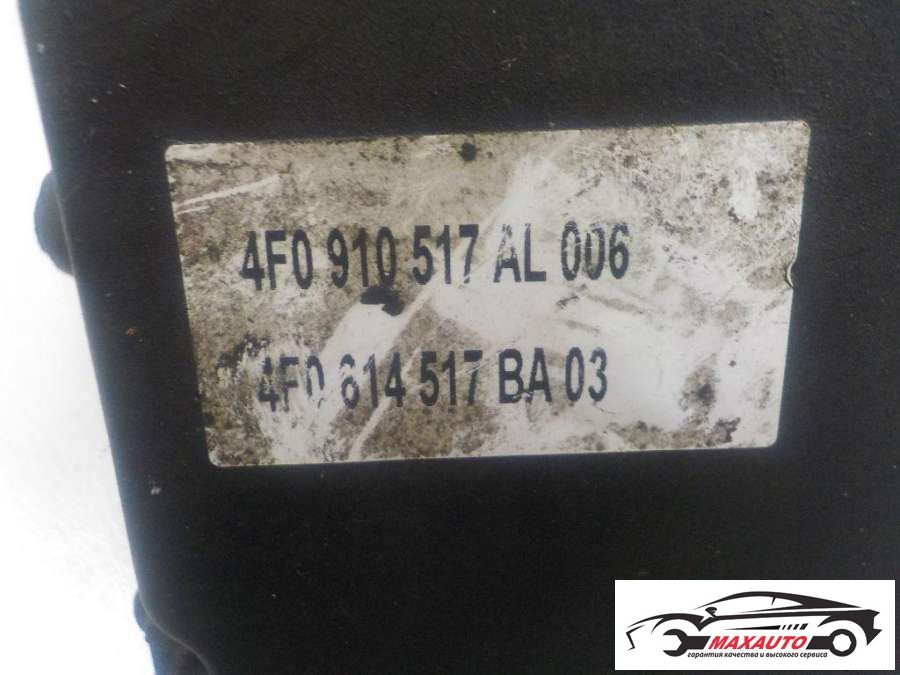 4F0 910 517 AL 006
4F0 614 517 BA 03
MAXAUTO
гарантия качества и высокого сервиса